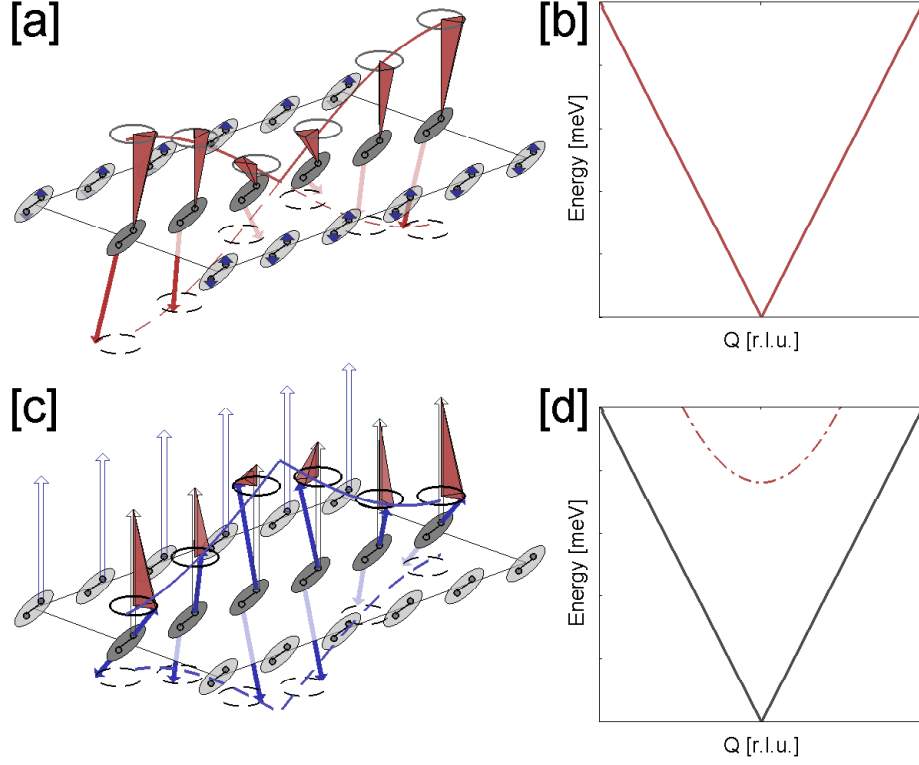 [a]
[b]
Energy [meV]
Q [r.l.u.]
[c]
[d]
Energy [meV]
Q [r.l.u.]